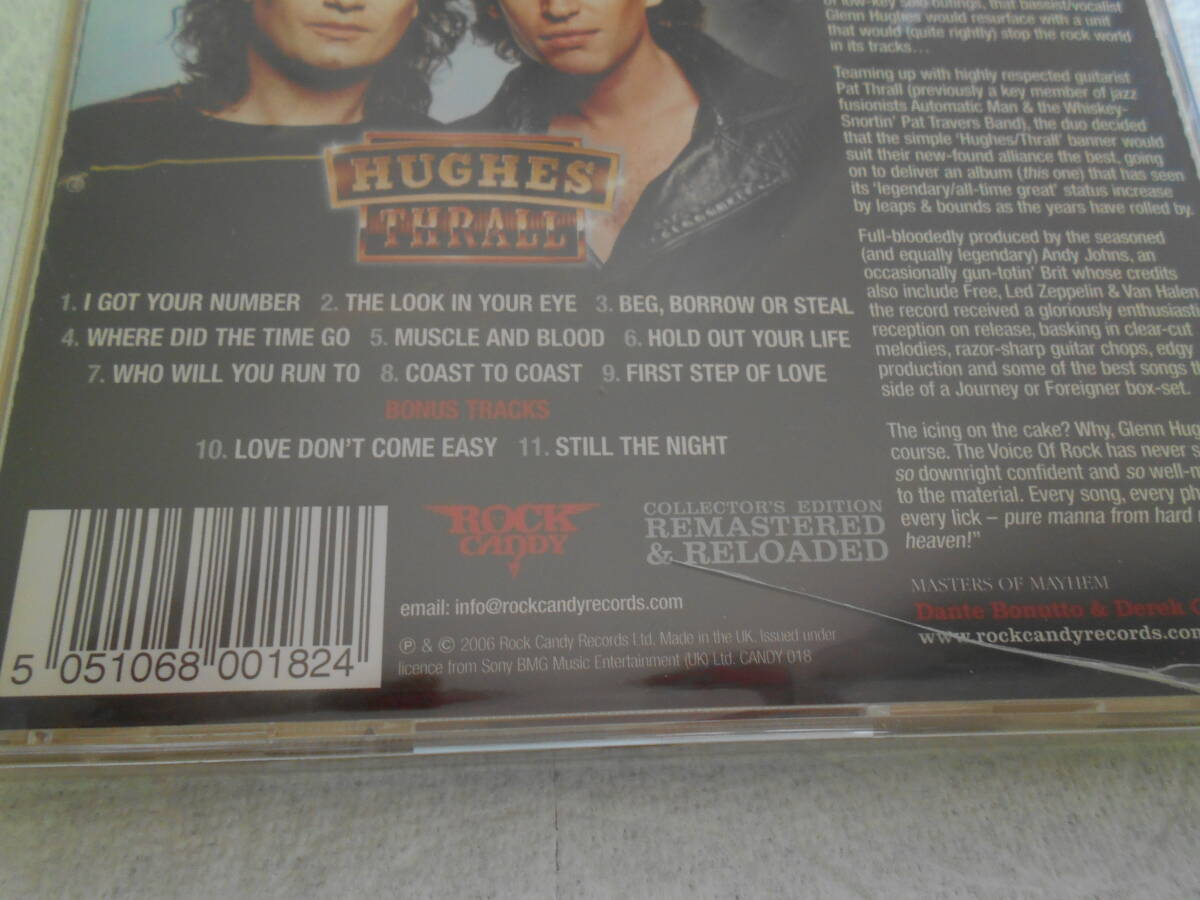 of low-key solo outings, that bassist/vocalist
Glenn Hughes would resurface with a unit
that would (quite rightly) stop the rock world
in its tracks...
Teaming up with highly respected guitarist
Pat Thrall (previously a key member of jazz
fusionists Automatic Man & the Whiskey-
Snortin' Pat Travers Band), the duo decided
that the simple 'Hughes/Thrall' banner would
suit their new-found alliance the best, going
on to deliver an album (this one) that has seen
its 'legendary/all-time great' status increase
by leaps & bounds as the years have rolled by.
Full-bloodedly produced by the seasoned
(and equally legendary) Andy Johns, an
occasionally gun-totin' Brit whose credits
also include Free, Led Zeppelin & Van Halen
the record received a gloriously enthusiast
reception on release, basking in clear-cut
melodies, razor-sharp guitar chops, edgy
production and some of the best songs t
side of a Journey or Foreigner box-set.
The icing on the cake? Why, Glenn Hug
course. The Voice Of Rock has never s
so downright confident and so well-
to the material. Every song, every ph
every lick – pure manna from hard
heaven!"
MASTERS OF MAYHEM
Dante Bonutto & Derek
www.rockcandyrecords.com
HUGHES
THRALL
1. I GOT YOUR NUMBER 2. THE LOOK IN YOUR EYE 3. BEG, BORROW OR STEAL
4. WHERE DID THE TIME GO 5. MUSCLE AND BLOOD 6. HOLD OUT YOUR LIFE
7. WHO WILL YOU RUN TO 8. COAST TO COAST 9. FIRST STEP OF LOVE
BONUS TRACKS
10. LOVE DON'T COME EASY 11. STILL THE NIGHT
ROCK
CANDY
COLLECTOR'S EDITION
REMASTERED
& RELOADED
email: info@rockcandyrecords.com
℗ & © 2006 Rock Candy Records Ltd. Made in the UK. Issued under
licence from Sony BMG Music Entertainment (UK) Ltd. CANDY 018
5 051068 001824